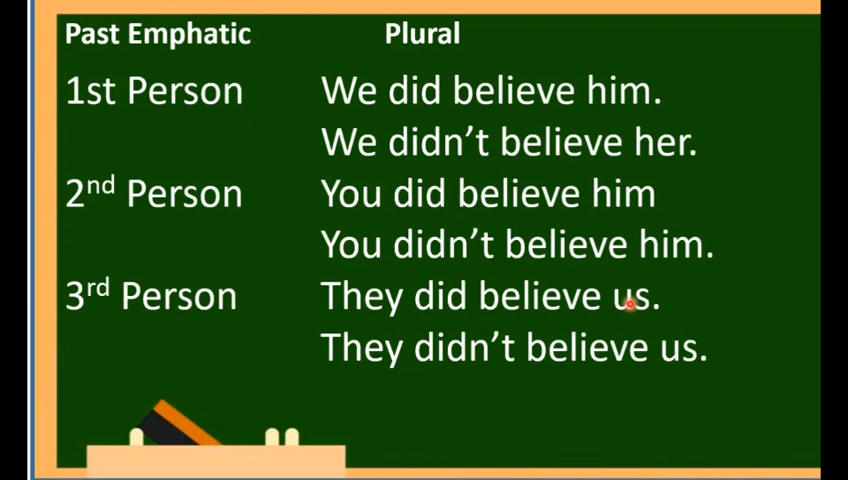 Past Emphatic Plural
1st Person We did believe him.
We didn’t believe her.
2nd Person You did believe him
You didn’t believe him.
3rd Person They did believe us.
They didn’t believe us.